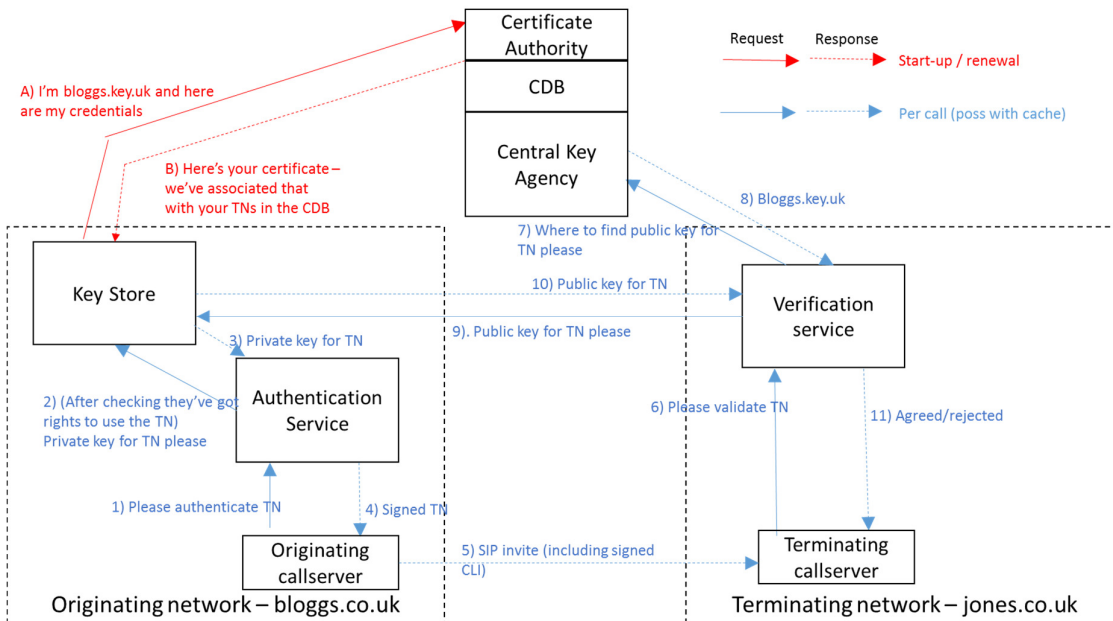 Certificate
Authority
CDB
Central Key
Agency
Request
Response
Start-up / renewal
Per call (poss with cache)
A) I'm bloggs.key.uk and here
are my credentials
B) Here's your certificate –
we've associated that
with your TNs in the CDB
8) Bloggs.key.uk
7) Where to find public key for
TN please
Key Store
10) Public key for TN
Verification
service
9). Public key for TN please
3) Private key for TN
2) (After checking they've got
rights to use the TN)
Private key for TN please
Authentication
Service
6) Please validate TN
11) Agreed/rejected
1) Please authenticate TN
4) Signed TN
Originating
callserver
5) SIP invite (including signed
CLI)
Terminating
callserver
Originating network – bloggs.co.uk
Terminating network – jones.co.uk